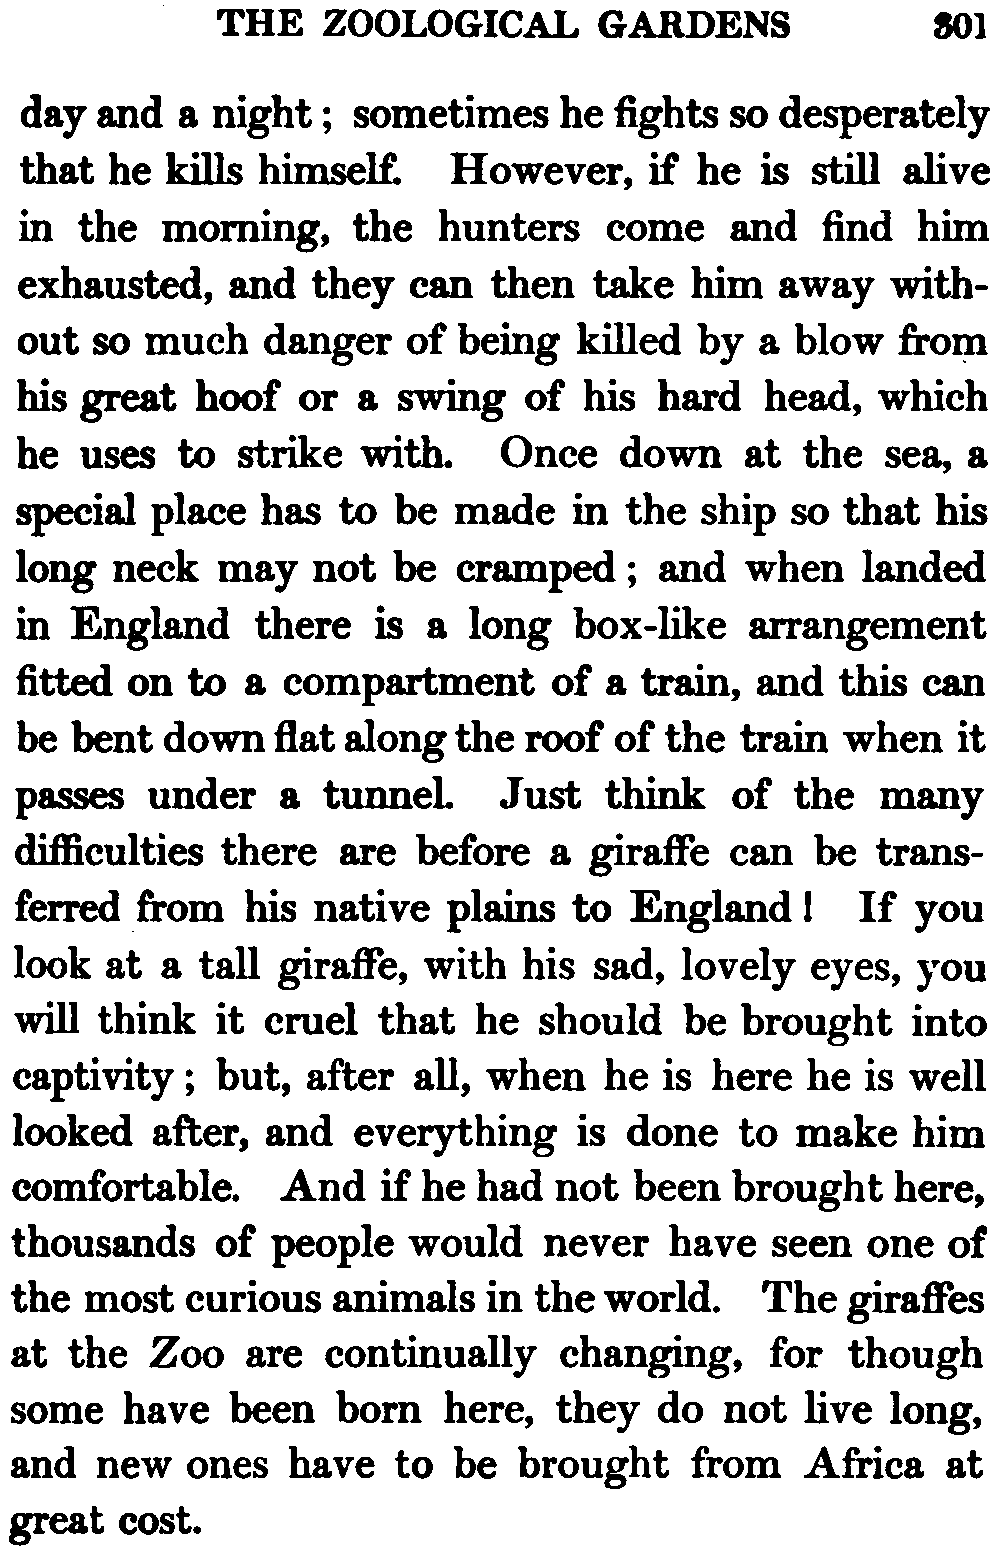 THE ZOOLOGICAL GARDENS 301
day and a night ; sometimes he fights so desperately
that he kills himself. However, if he is still alive
in the morning, the hunters come and find him
exhausted, and they can then take him away with-
out so much danger of being killed by a blow from
his great hoof or a swing of his hard head, which
he uses to strike with. Once down at the sea, a
special place has to be made in the ship so that his
long neck may not be cramped ; and when landed
in England there is a long box-like arrangement
fitted on to a compartment of a train, and this can
be bent down flat along the roof of the train when it
passes under a tunnel. Just think of the many
difficulties there are before a giraffe can be trans-
ferred from his native plains to England ! If you
look at a tall giraffe, with his sad, lovely eyes, you
will think it cruel that he should be brought into
captivity ; but, after all, when he is here he is well
looked after, and everything is done to make him
comfortable. And if he had not been brought here,
thousands of people would never have seen one of
the most curious animals in the world. The giraffes
at the Zoo are continually changing, for though
some have been born here, they do not live long,
and new ones have to be brought from Africa at
great cost.